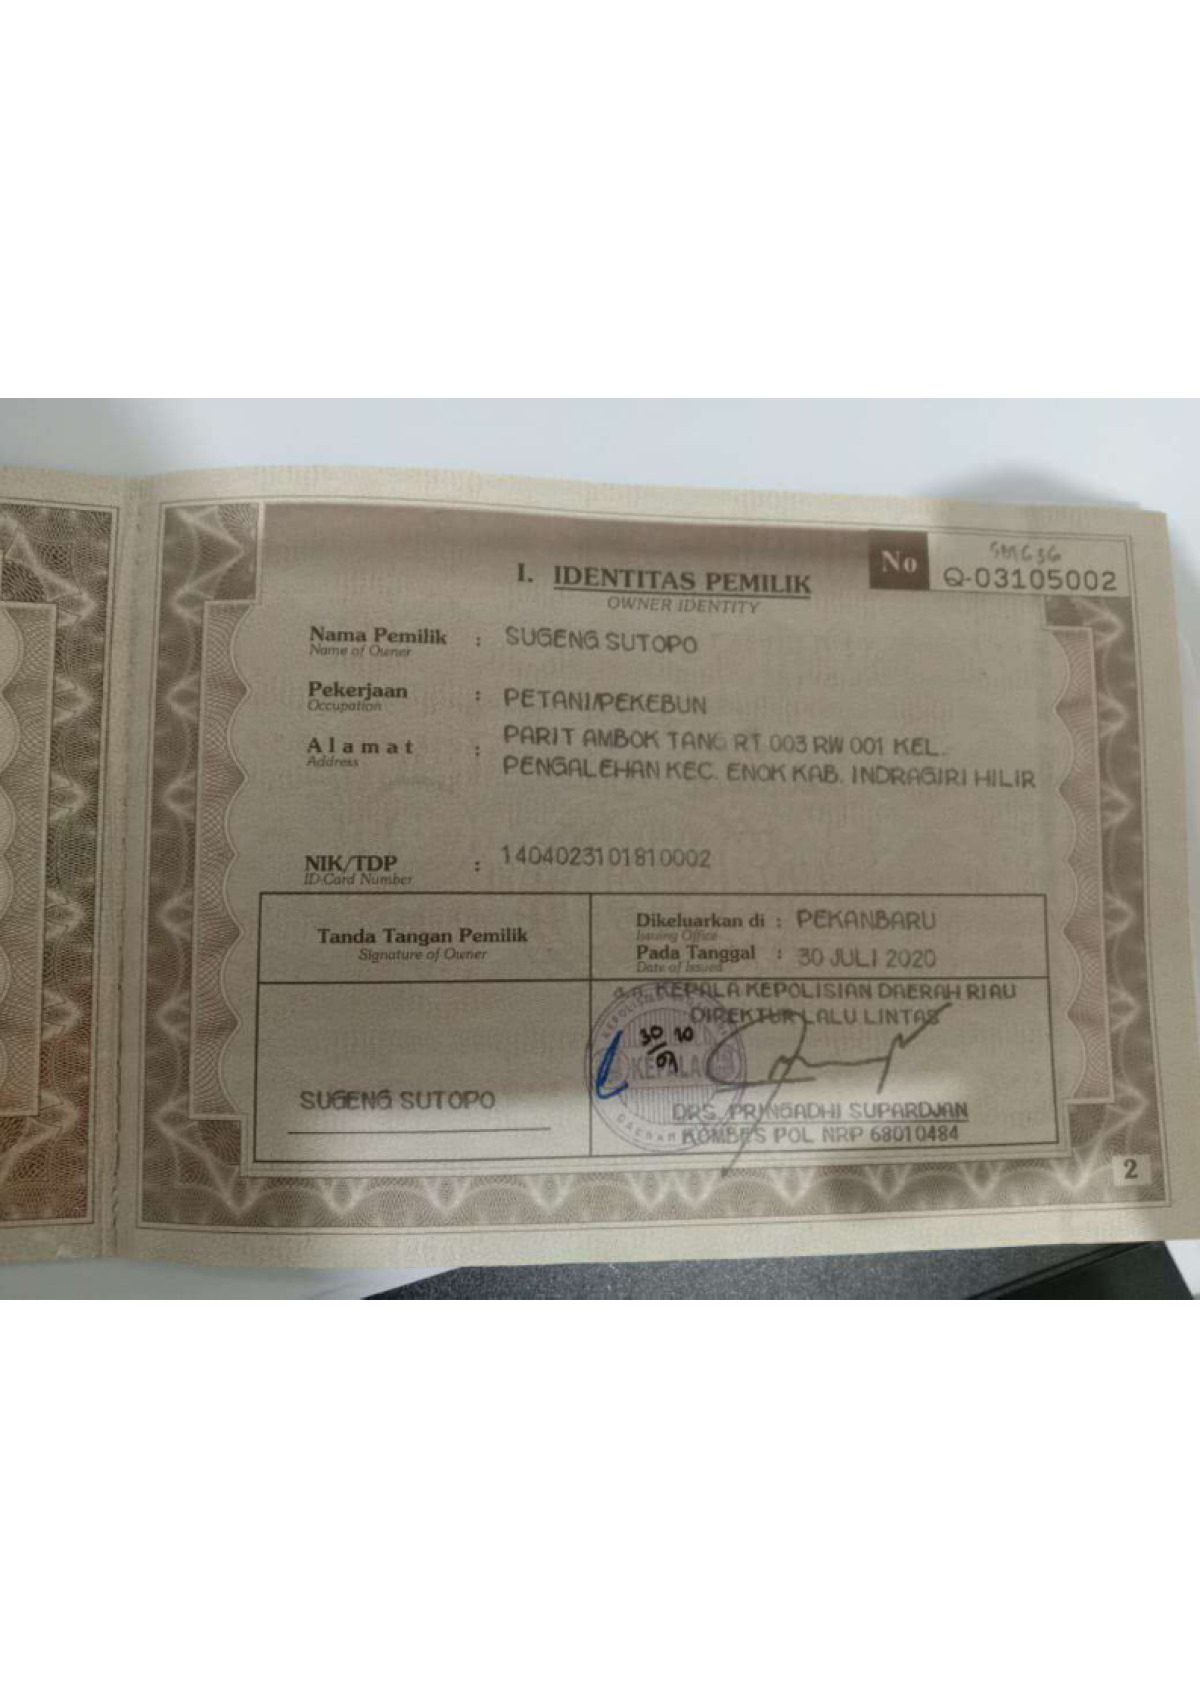 No
SMG36
Q-03105002
I. IDENTITAS PEMILIK
OWNER IDENTITY
Nama Pemilik : SUGENG SUTOPO
Name of Owner
Pekerjaan : PETANI/PEKEBUN
Occupation
Alamat : PARIT AMBOK TANG RT 003 RW 001 KEL.
Address
PENGALEHAN KEC. ENOK KAB. INDRAGIRI HILIR
NIK/TDP : 1404023101810002
ID-Card Number
Tanda Tangan Pemilik
Signature of Owner
SUGENG SUTOPO
Dikeluarkan di : PEKANBARU
Issuing Office
Pada Tanggal : 30 JULI 2020
Date of Issued
a.n. KEPALA KEPOLISIAN DAERAH RIAU
DIREKTUR LALU LINTAS
KEPALA
DAERAH
DRS. PRINGADHI SUPARDJAN
KOMBES POL NRP 68010484
2